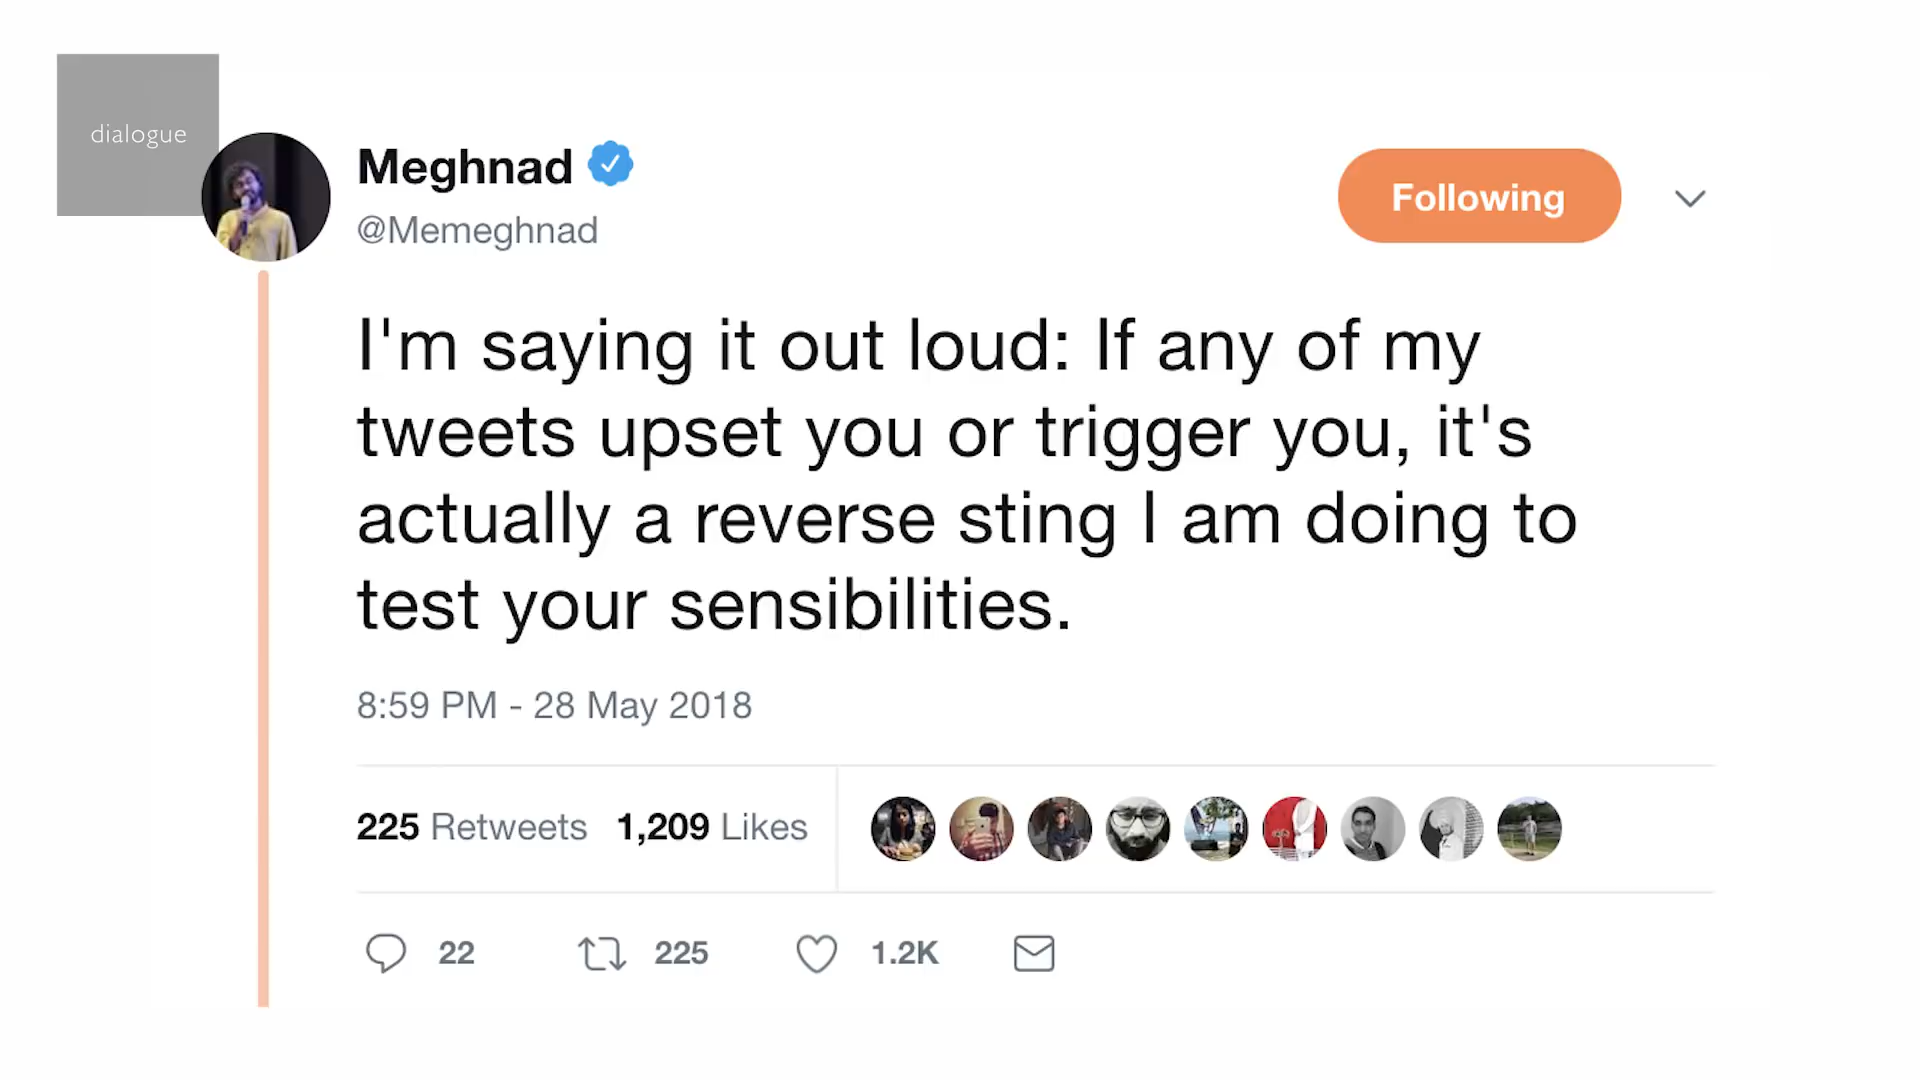 dialogue
Meghnad
@Memeghnad
Following
I'm saying it out loud: If any of my
tweets upset you or trigger you, it's
actually a reverse sting I am doing to
test your sensibilities.
8:59 PM - 28 May 2018
225 Retweets 1,209 Likes
22 225 1.2K